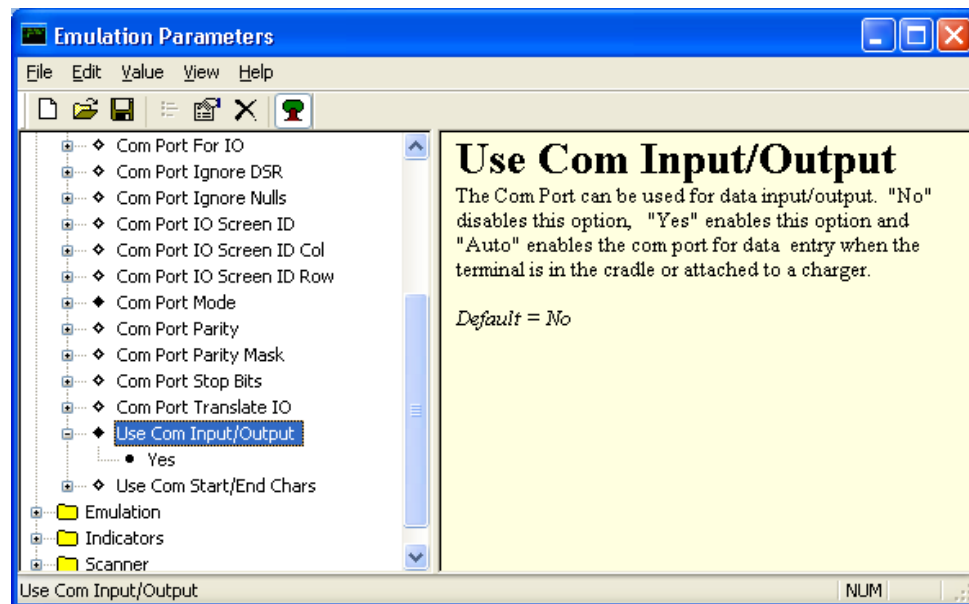 Emulation Parameters
File Edit Value View Help
Com Port For IO
Com Port Ignore DSR
Com Port Ignore Nulls
Com Port IO Screen ID
Com Port IO Screen ID Col
Com Port IO Screen ID Row
Com Port Mode
Com Port Parity
Com Port Parity Mask
Com Port Stop Bits
Com Port Translate IO
Use Com Input/Output
Yes
Use Com Start/End Chars
Emulation
Indicators
Scanner
Use Com Input/Output
The Com Port can be used for data input/output. "No"
disables this option, "Yes" enables this option and
"Auto" enables the com port for data entry when the
terminal is in the cradle or attached to a charger.
Default = No
Use Com Input/Output NUM